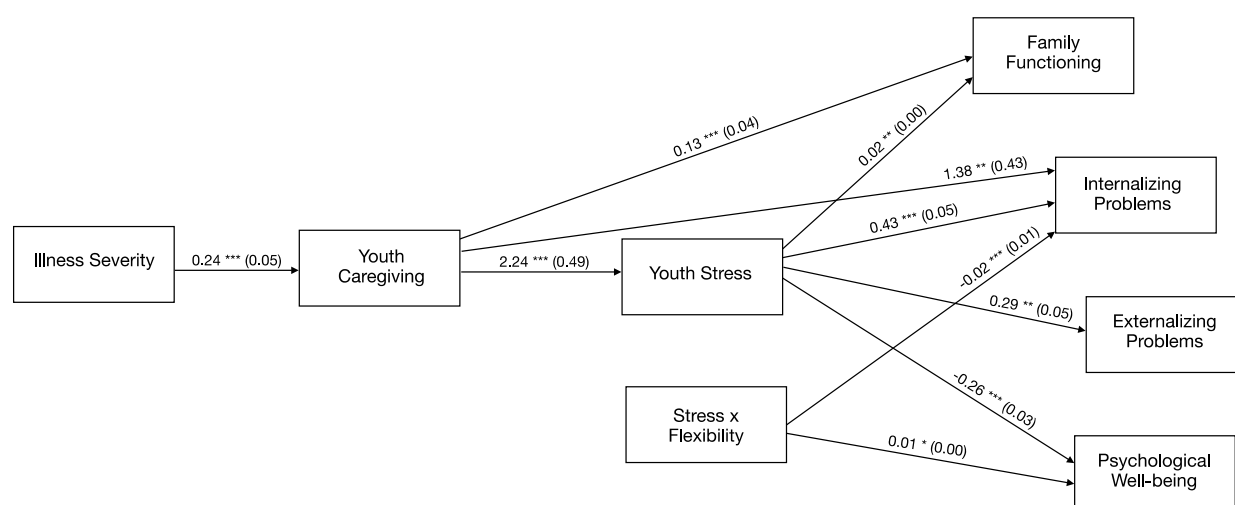 Family
Functioning
0.13 *** (0.04)
0.02 ** (0.00)
1.38 ** (0.43)
Internalizing
Problems
0.43 *** (0.05)
Illness Severity
0.24 *** (0.05)
Youth
Caregiving
2.24 *** (0.49)
Youth Stress
-0.02 *** (0.01)
0.29 ** (0.05)
Externalizing
Problems
-0.26 *** (0.03)
Stress x
Flexibility
0.01 * (0.00)
Psychological
Well-being